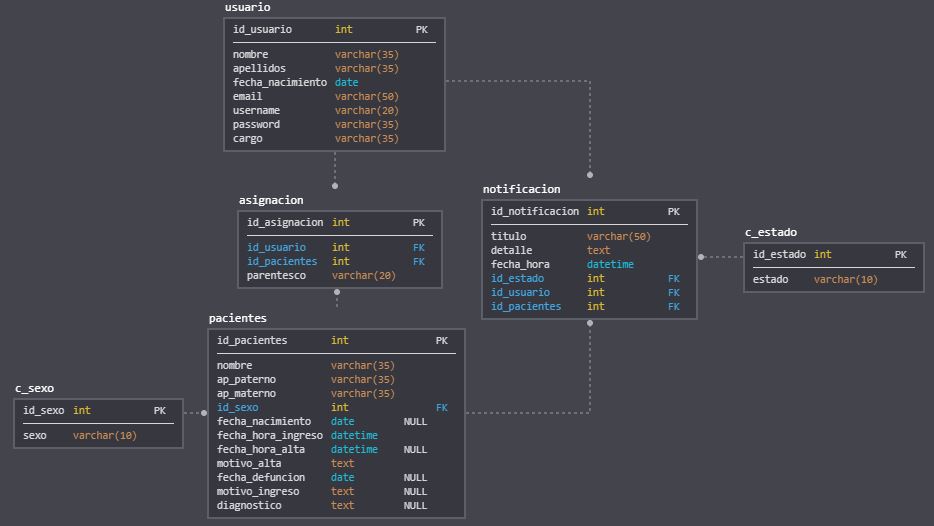 usuario
id_usuario int PK
nombre varchar(35)
apellidos varchar(35)
fecha_nacimiento date
email varchar(50)
username varchar(20)
password varchar(35)
cargo varchar(35)
asignacion
id_asignacion int PK
id_usuario int FK
id_pacientes int FK
parentesco varchar(20)
notificacion
id_notificacion int PK
titulo varchar(50)
detalle text
fecha_hora datetime
id_estado int FK
id_usuario int FK
id_pacientes int FK
c_estado
id_estado int PK
estado varchar(10)
pacientes
id_pacientes int PK
nombre varchar(35)
ap_paterno varchar(35)
ap_materno varchar(35)
id_sexo int FK
fecha_nacimiento date NULL
fecha_hora_ingreso datetime
fecha_hora_alta datetime NULL
motivo_alta text
fecha_defuncion date NULL
motivo_ingreso text NULL
diagnostico text NULL
c_sexo
id_sexo int PK
sexo varchar(10)